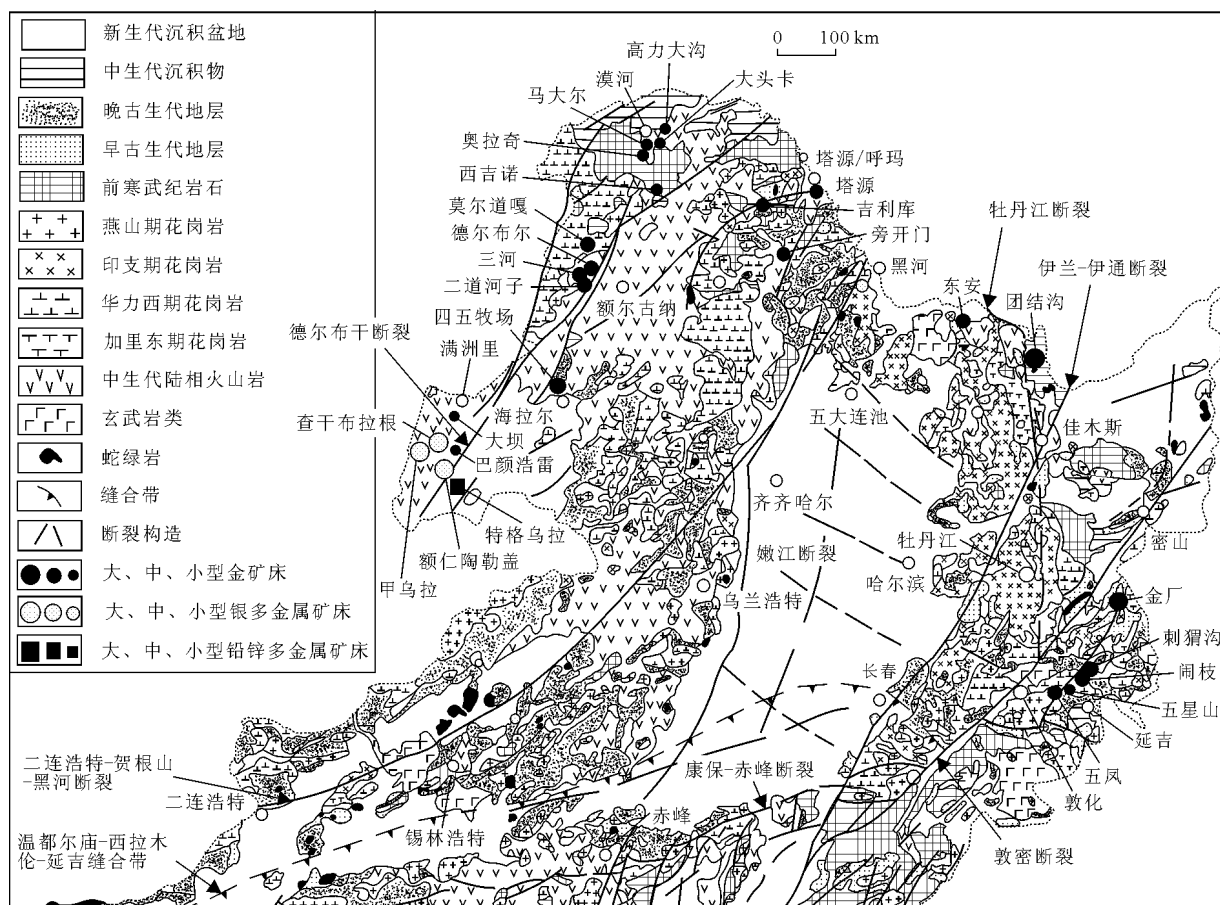 新生代沉积盆地
中生代沉积物
晚古生代地层
早古生代地层
前寒武纪岩石
燕山期花岗岩
印支期花岗岩
华力西期花岗岩
加里东期花岗岩
中生代陆相火山岩
玄武岩类
蛇绿岩
缝合带
断裂构造
大、中、小型金矿床
大、中、小型银多金属矿床
大、中、小型铅锌多金属矿床
0 100 km
高力大沟
漠河
大头卡
马大尔
奥拉奇
西吉诺
塔源/呼玛
塔源
莫尔道嘎
吉利库
牡丹江断裂
德尔布尔
旁开门
三河
黑河
伊兰-伊通断裂
二道河子
额尔古纳
东安
团结沟
四五牧场
德尔布干断裂
满洲里
海拉尔
五大连池
查干布拉根
大坝
佳木斯
巴颜浩雷
齐齐哈尔
特格乌拉
牡丹江
密山
额仁陶勒盖
嫩江断裂
哈尔滨
甲乌拉
乌兰浩特
金厂
刺猬沟
长春
闹枝
五星山
延吉
二连浩特-贺根山
-黑河断裂
康保-赤峰断裂
五凤
二连浩特
敦化
锡林浩特
赤峰
温都尔庙-西拉木
伦-延吉缝合带
敦密断裂